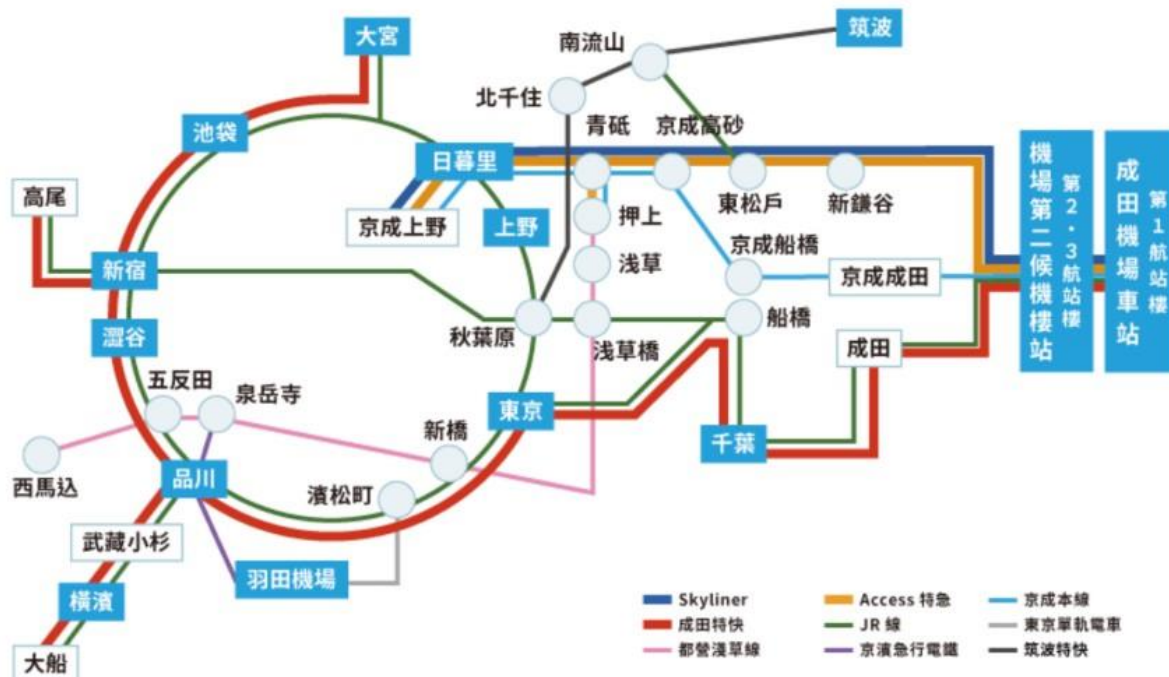 大宮
南流山
筑波
北千住
池袋
青砥
京成高砂
日暮里
高尾
京成上野
上野
押上
東松戶
新鎌谷
機場第二候機樓站
第2・3航站樓
成田機場車站
第1航站樓
新宿
浅草
京成船橋
京成成田
澀谷
秋葉原
浅草橋
船橋
成田
五反田
泉岳寺
東京
新橋
千葉
西馬込
品川
濱松町
武藏小杉
羽田機場
橫濱
大船
Skyliner
Access 特急
京成本線
成田特快
JR 線
東京單軌電車
都營淺草線
京濱急行電鐵
筑波特快